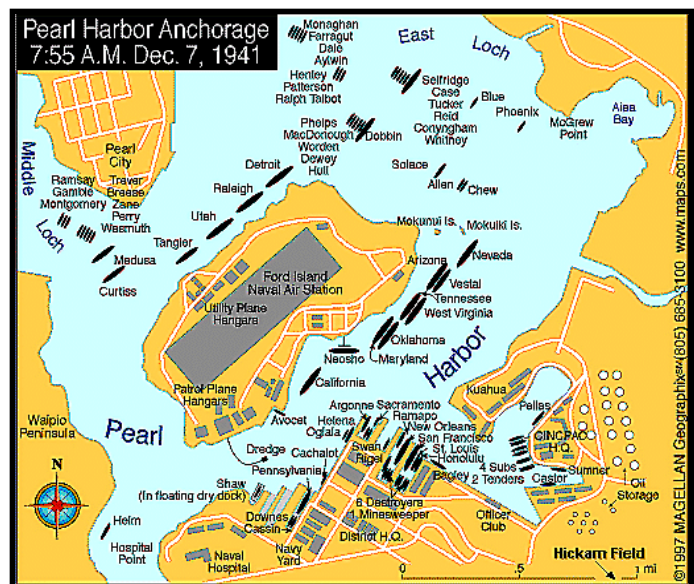 Pearl Harbor Anchorage
7:55 A.M. Dec. 7, 1941
Monaghan
Farragut
Dale
Aylwin
Henley
Patterson
Ralph Talbot
East
Loch
Selfridge
Case
Tucker
Reid
Conyngham
Whitney
Blue
Phoenix
McGrew
Point
Aiea
Bay
Phelps
MacDonough
Worden
Dewey
Hull
Dobbin
Solace
Allen
Chew
Pearl
City
Middle
Loch
Ramsay
Gamble
Montgomery
Trever
Breeze
Zane
Perry
Wasmuth
Medusa
Curtiss
Detroit
Raleigh
Utah
Tangier
Mokunui Is.
Mokuiki Is.
Nevada
Arizona
Vestal
Tennessee
West Virginia
Oklahoma
Maryland
Neosho
California
Ford Island
Naval Air Station
Utility Plane
Hangars
Patrol Plane
Hangars
Pearl
Harbor
Waipio
Peninsula
N
Avocet
Dredge
Pennsylvania
Cachalot
Argonne
Helena
Oglala
Sacramento
Ramapo
New Orleans
San Francisco
St. Louis
Honolulu
Swan
Rigel
Bagley
6 Destroyers
1 Minesweeper
Shaw
(In floating dry dock)
Downes
Cassin
Navy
Yard
District H.Q.
Naval
Hospital
Helm
Hospital
Point
Officer
Club
Kuahua
Pelias
CINCPAC
H.Q.
4 Subs
2 Tenders
Castor
Sumner
Oil
Storage
Hickam Field
0 .5 1 mi
©1997 MAGELLAN Geographix℠(805) 685-3100 www.maps.com